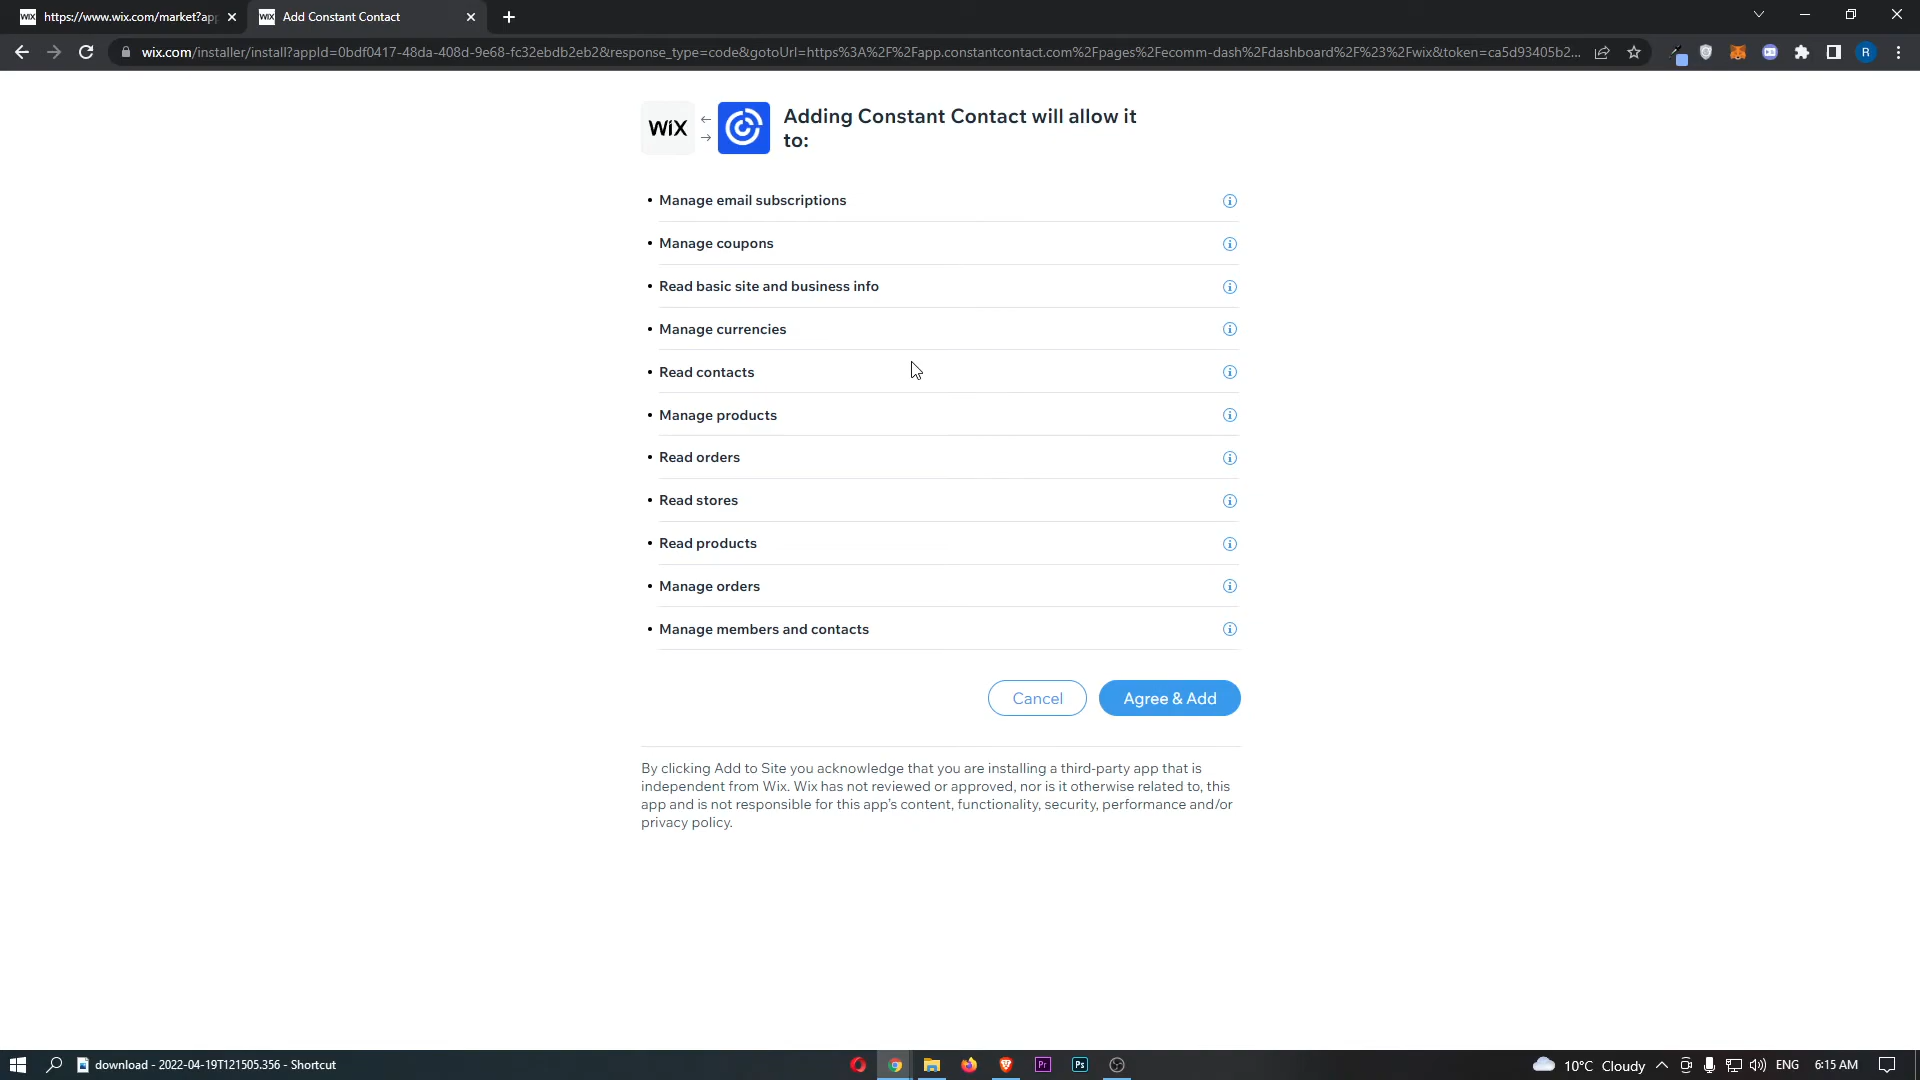 WIX https://www.wix.com/market?app
WIX Add Constant Contact
wix.com/installer/install?appId=0bdf0417-48da-408d-9e68-fc32ebdb2eb2&response_type=code&gotoUrl=https%3A%2F%2Fapp.constantcontact.com%2Fpages%2Fecomm-dash%2Fdashboard%2F%23%2Fwix&token=ca5d93405b2...
R
WIX
Adding Constant Contact will allow it
to:
• Manage email subscriptions
• Manage coupons
• Read basic site and business info
• Manage currencies
• Read contacts
• Manage products
• Read orders
• Read stores
• Read products
• Manage orders
• Manage members and contacts
Cancel
Agree & Add
By clicking Add to Site you acknowledge that you are installing a third-party app that is
independent from Wix. Wix has not reviewed or approved, nor is it otherwise related to, this
app and is not responsible for this app's content, functionality, security, performance and/or
privacy policy.
download - 2022-04-19T121505.356 - Shortcut
Pr
Ps
10°C Cloudy
ENG
6:15 AM